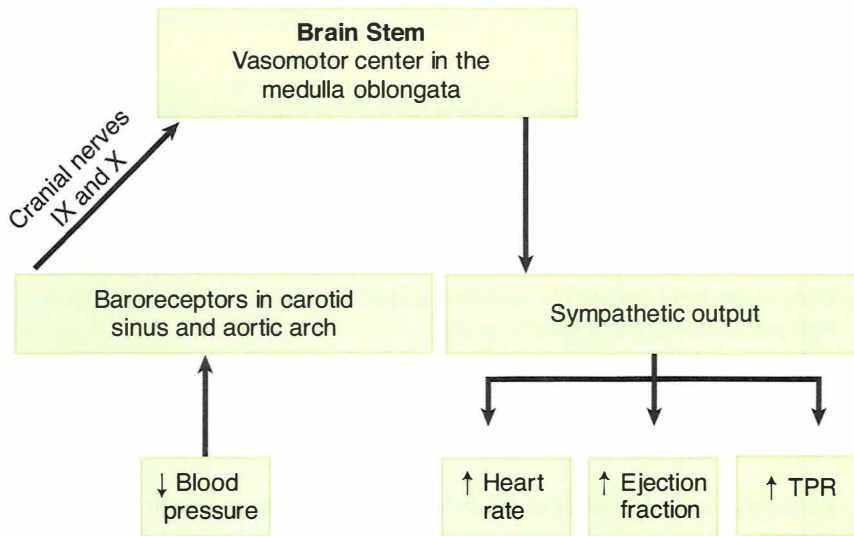 Brain Stem
Vasomotor center in the
medulla oblongata
Cranial nerves
IX and X
Baroreceptors in carotid
sinus and aortic arch
Sympathetic output
↓ Blood
pressure
↑ Heart
rate
↑ Ejection
fraction
↑ TPR